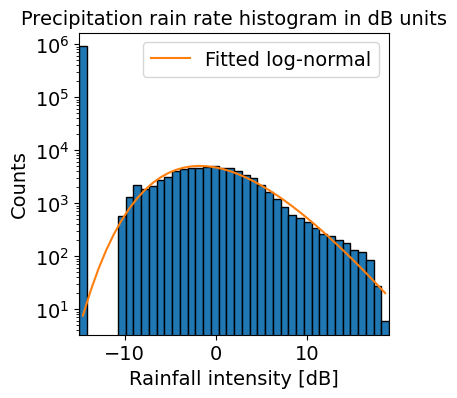 Precipitation rain rate histogram in dB units
Fitted log-normal
Counts
10⁶
10⁵
10⁴
10³
10²
10¹
−10 0 10
Rainfall intensity [dB]